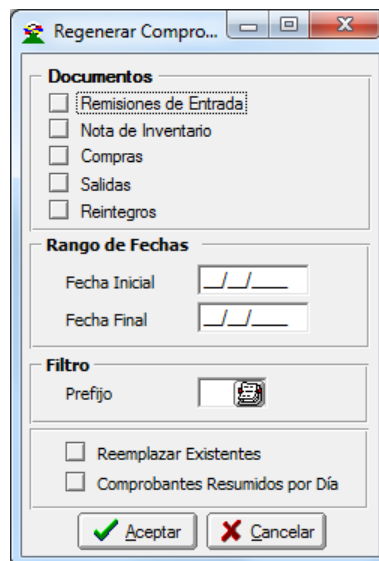 Regenerar Compro...
Documentos
Remisiones de Entrada
Nota de Inventario
Compras
Salidas
Reintegros
Rango de Fechas
Fecha Inicial __/__/____
Fecha Final __/__/____
Filtro
Prefijo
Reemplazar Existentes
Comprobantes Resumidos por Día
Aceptar Cancelar